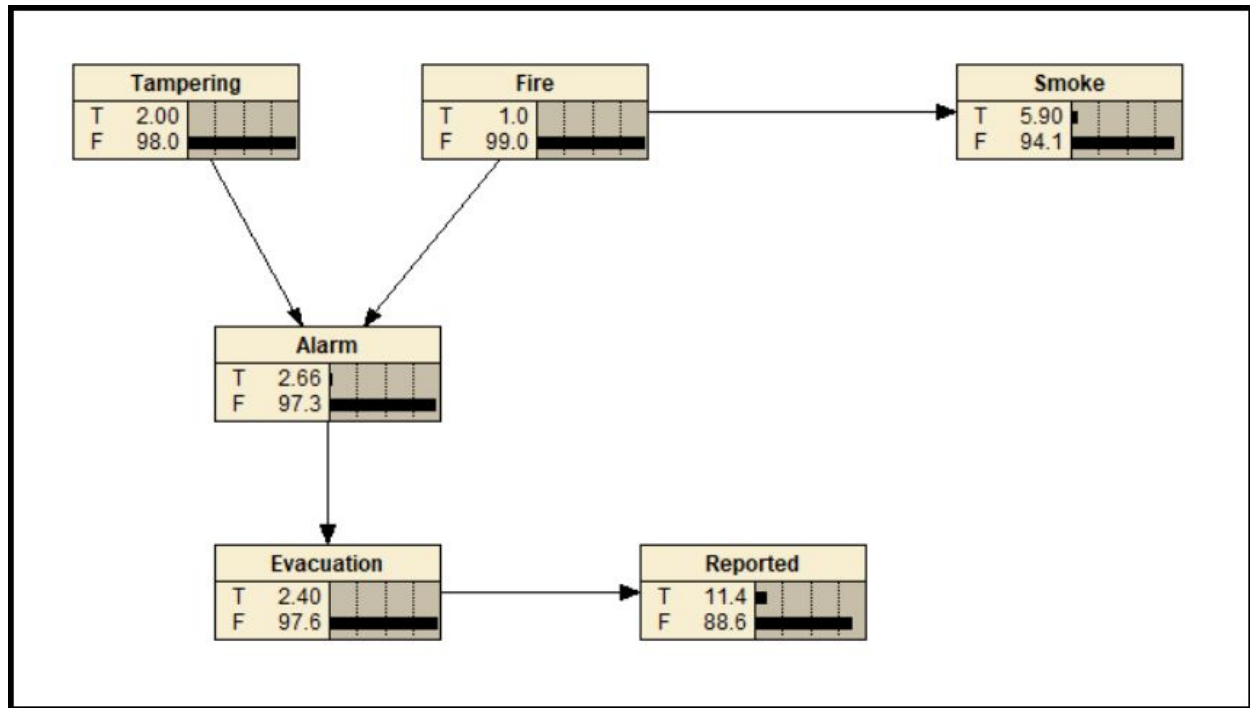 Tampering
T 2.00
F 98.0
Fire
T 1.0
F 99.0
Smoke
T 5.90
F 94.1
Alarm
T 2.66
F 97.3
Evacuation
T 2.40
F 97.6
Reported
T 11.4
F 88.6